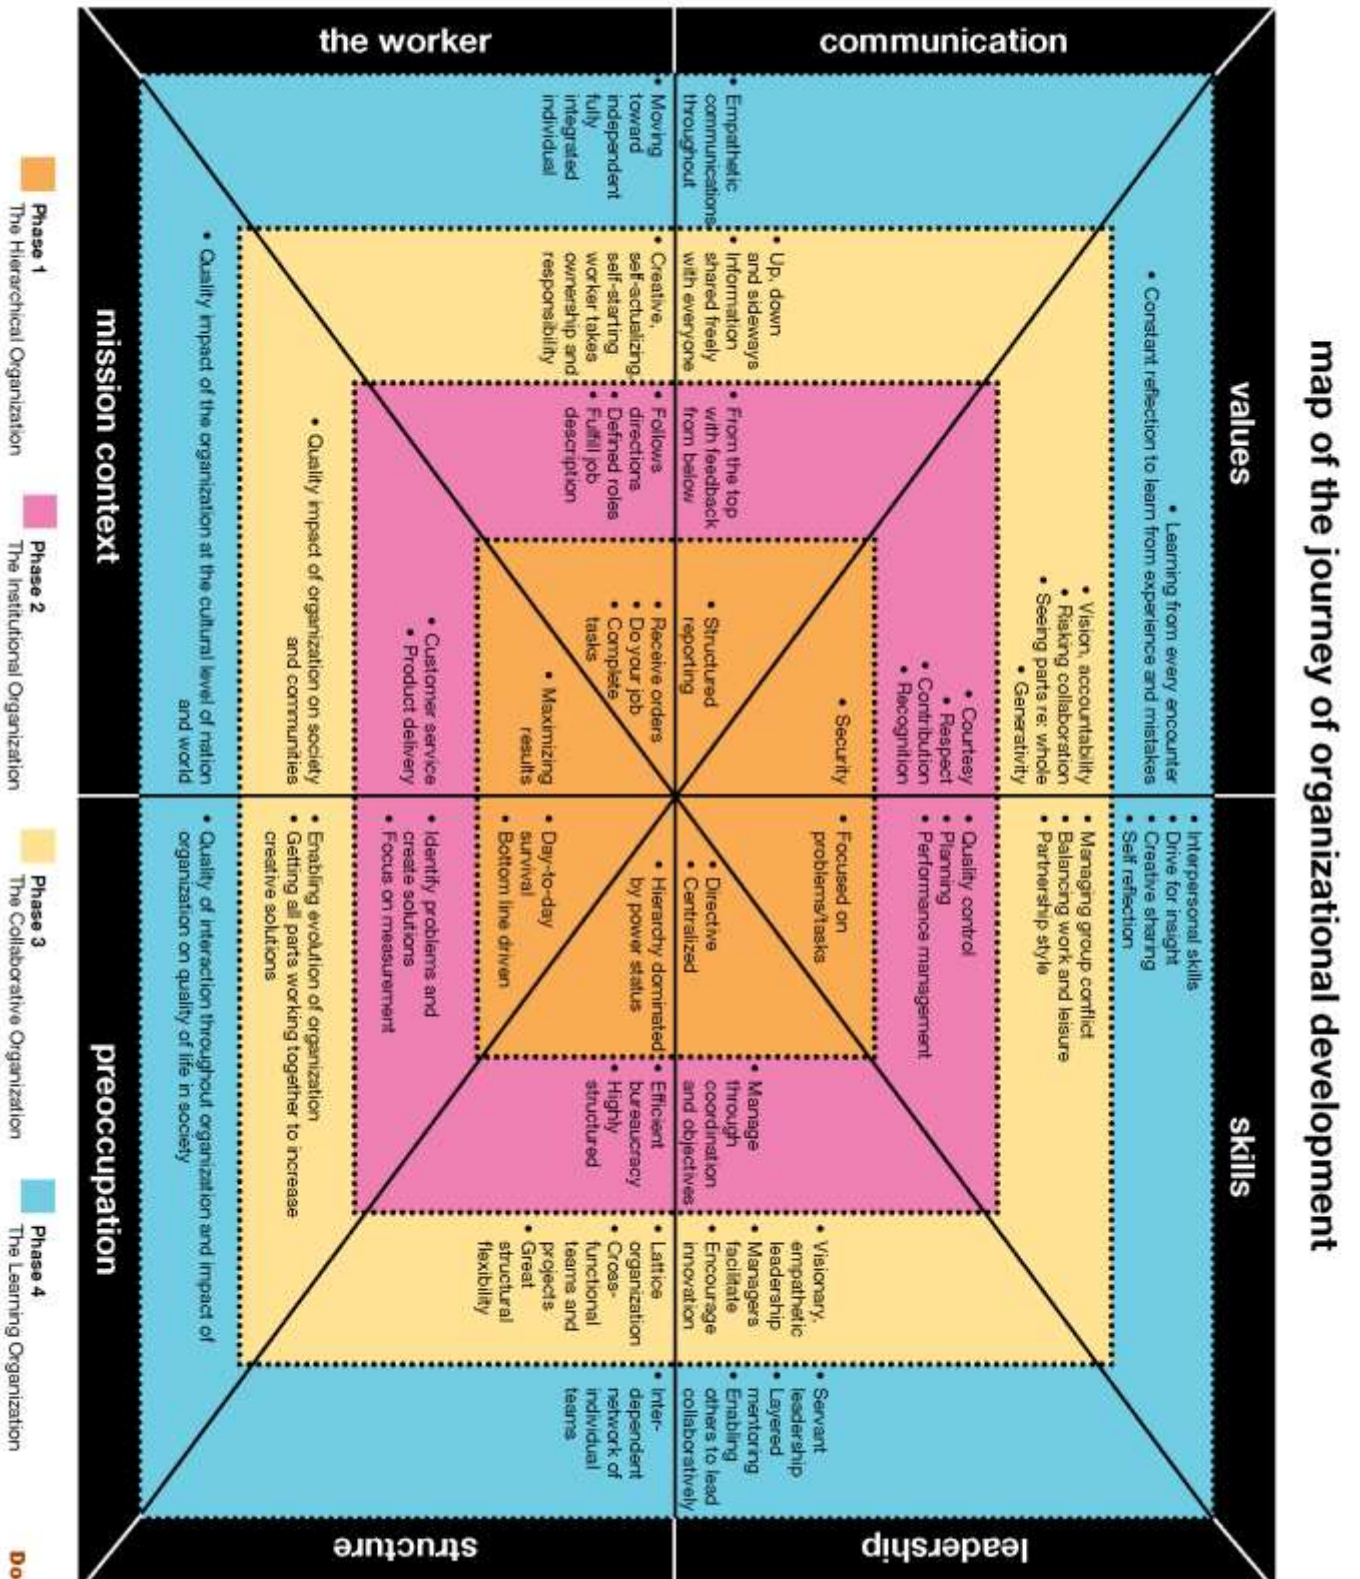 map of the journey of organizational development
values
skills
• Learning from every encounter
• Constant reflection to learn from experience and mistakes
• Interpersonal skills
• Drive for insight
• Creative sharing
• Self reflection
• Vision, accountability
• Risking collaboration
• Seeing parts re: whole
• Generativity
• Managing group conflict
• Balancing work and leisure
• Partnership style
• Courtesy
• Respect
• Contribution
• Recognition
• Quality control
• Planning
• Performance management
• Security
• Focused on
problems/tasks
communication
• Empathetic
communications
throughout
• Up, down
and sideways
• Information
shared freely
with everyone
• From the top
with feedback
from below
• Structured
reporting
• Directive
• Centralized
• Manage
through
coordination
and objectives
• Visionary,
empathetic
leadership
• Managers
facilitate
• Encourage
innovation
• Servant
leadership
• Layered
mentoring
• Enabling
others to lead
collaboratively
leadership
the worker
• Moving
toward
independent
fully
integrated
individual
• Creative,
self-actualizing,
self-starting
worker takes
ownership and
responsibility
• Follows
directions
• Defined roles
• Fulfill job
description
• Receive orders
• Do your job
• Complete
tasks
• Hierarchy dominated
by power status
• Efficient
bureaucracy
• Highly
structured
• Lattice
organization
• Cross-
functional
teams and
projects
• Great
structural
flexibility
• Inter-
dependent
network of
individual
teams
structure
• Maximizing
results
• Day-to-day
survival
• Bottom line driven
• Customer service
• Product delivery
• Identify problems and
create solutions
• Focus on measurement
• Quality impact of organization on society
and communities
• Enabling evolution of organization
• Getting all parts working together to increase
creative solutions
• Quality impact of the organization at the cultural level of nation
and world
• Quality of interaction throughout organization and impact of
organization on quality of life in society
mission context
preoccupation
Phase 1
The Hierarchical Organization
Phase 2
The Institutional Organization
Phase 3
The Collaborative Organization
Phase 4
The Learning Organization
Do